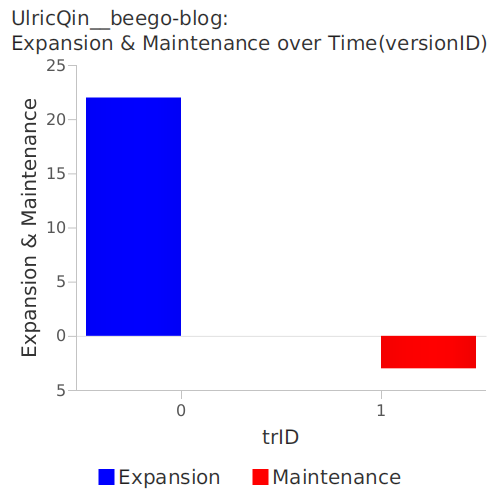 UlricQin__beego-blog:
Expansion & Maintenance over Time(versionID)
Expansion & Maintenance
25
20
15
10
5
0
5
0
1
trID
Expansion
Maintenance